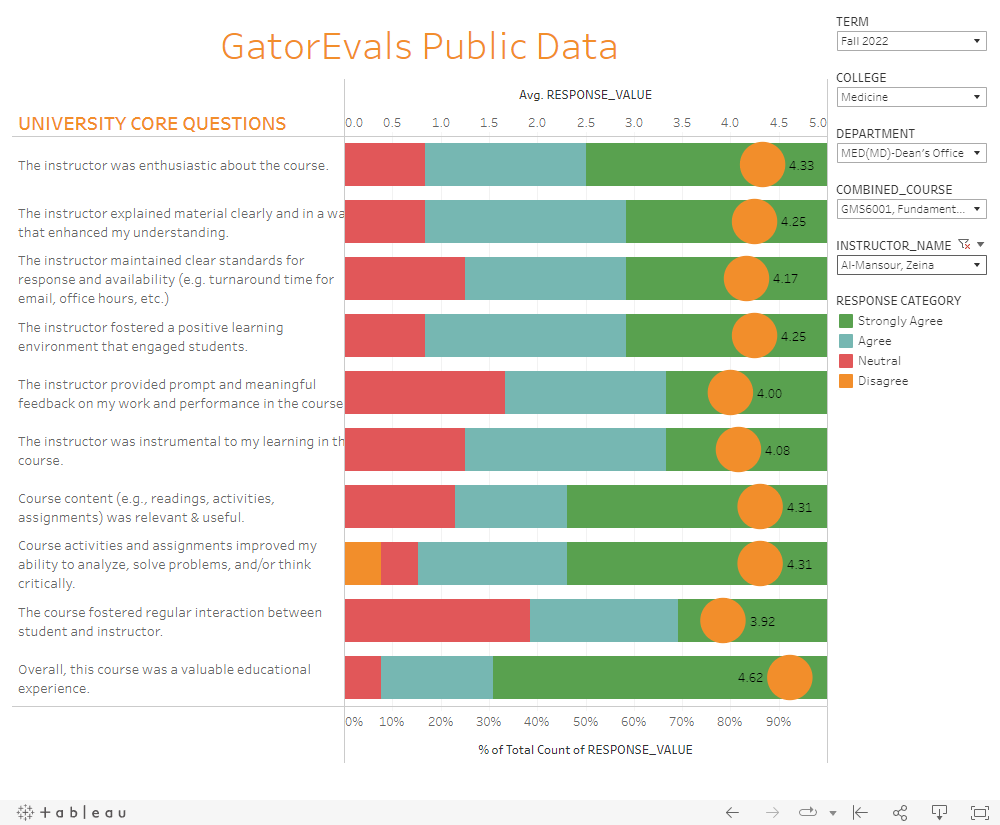 GatorEvals Public Data
Avg. RESPONSE_VALUE
UNIVERSITY CORE QUESTIONS
0.0 0.5 1.0 1.5 2.0 2.5 3.0 3.5 4.0 4.5 5.0
The instructor was enthusiastic about the course.
4.33
The instructor explained material clearly and in a wa
that enhanced my understanding.
4.25
The instructor maintained clear standards for
response and availability (e.g. turnaround time for
email, office hours, etc.)
4.17
The instructor fostered a positive learning
environment that engaged students.
4.25
The instructor provided prompt and meaningful
feedback on my work and performance in the course
4.00
The instructor was instrumental to my learning in th
course.
4.08
Course content (e.g., readings, activities,
assignments) was relevant & useful.
4.31
Course activities and assignments improved my
ability to analyze, solve problems, and/or think
critically.
4.31
The course fostered regular interaction between
student and instructor.
3.92
Overall, this course was a valuable educational
experience.
4.62
0% 10% 20% 30% 40% 50% 60% 70% 80% 90%
% of Total Count of RESPONSE_VALUE
TERM
Fall 2022
COLLEGE
Medicine
DEPARTMENT
MED(MD)-Dean's Office
COMBINED_COURSE
GMS6001, Fundament...
INSTRUCTOR_NAME
Al-Mansour, Zeina
RESPONSE CATEGORY
Strongly Agree
Agree
Neutral
Disagree
+ a b l e a u